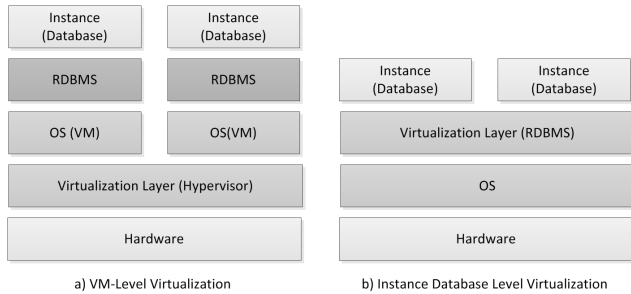 Instance
(Database)
Instance
(Database)
RDBMS
RDBMS
OS (VM)
OS(VM)
Virtualization Layer (Hypervisor)
Hardware
a) VM-Level Virtualization
Instance
(Database)
Instance
(Database)
Virtualization Layer (RDBMS)
OS
Hardware
b) Instance Database Level Virtualization